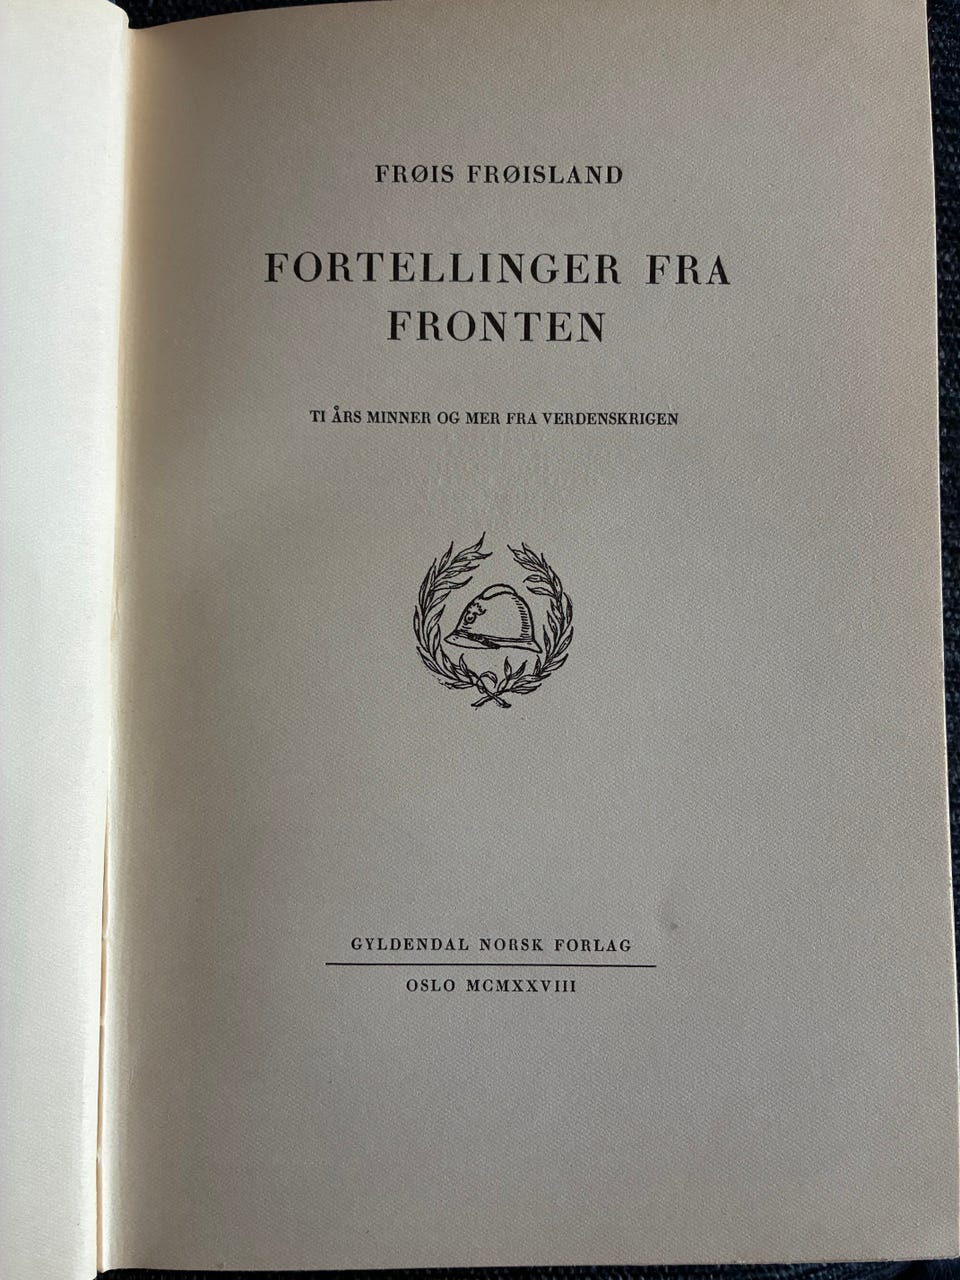 FRØIS FRØISLAND
FORTELLINGER FRA
FRONTEN
TI ÅRS MINNER OG MER FRA VERDENSKRIGEN
GYLDENDAL NORSK FORLAG
OSLO MCMXXVIII